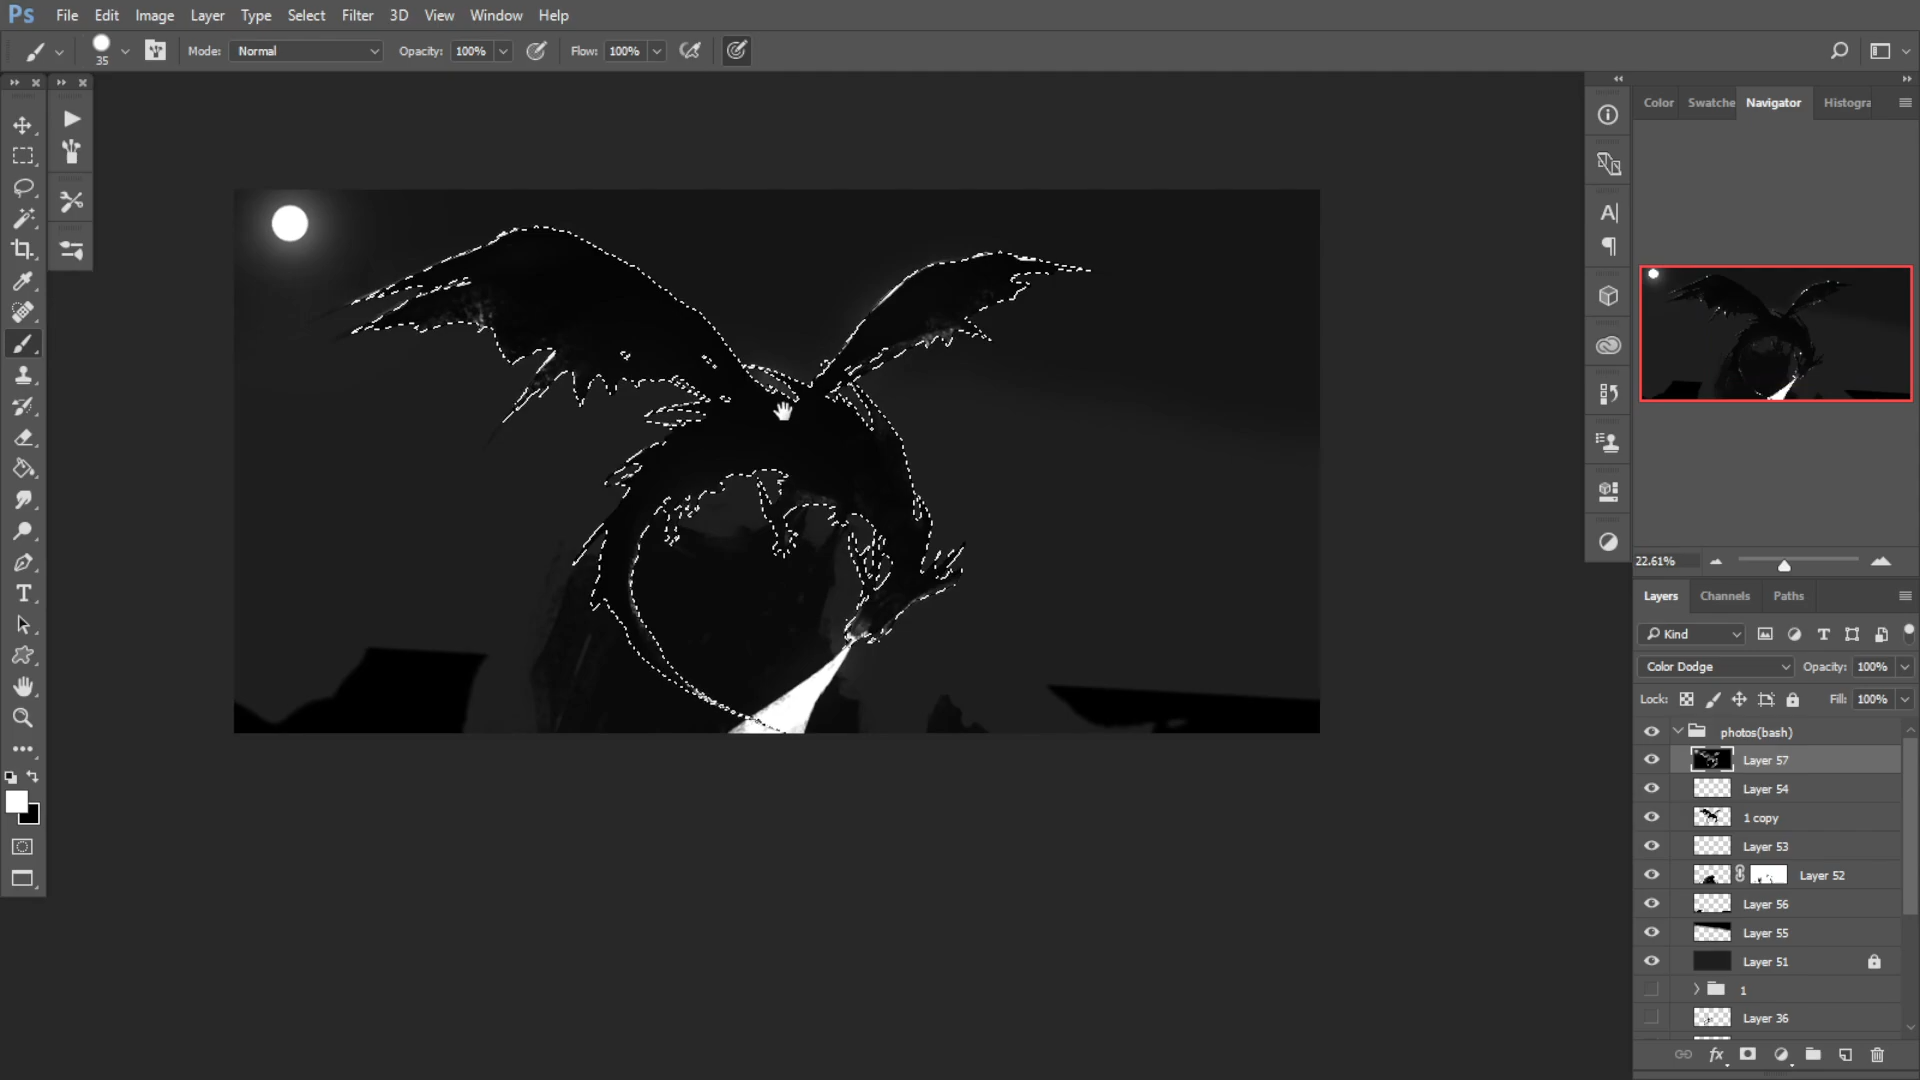 Ps File Edit Image Layer Type Select Filter 3D View Window Help
35 Mode: Normal Opacity: 100% Flow: 100%
Color Swatche Navigator Histogra
22.61%
Layers Channels Paths
Kind
Color Dodge Opacity: 100%
Lock: Fill: 100%
photos(bash)
Layer 57
Layer 54
1 copy
Layer 53
Layer 52
Layer 56
Layer 55
Layer 51
1
Layer 36
fx